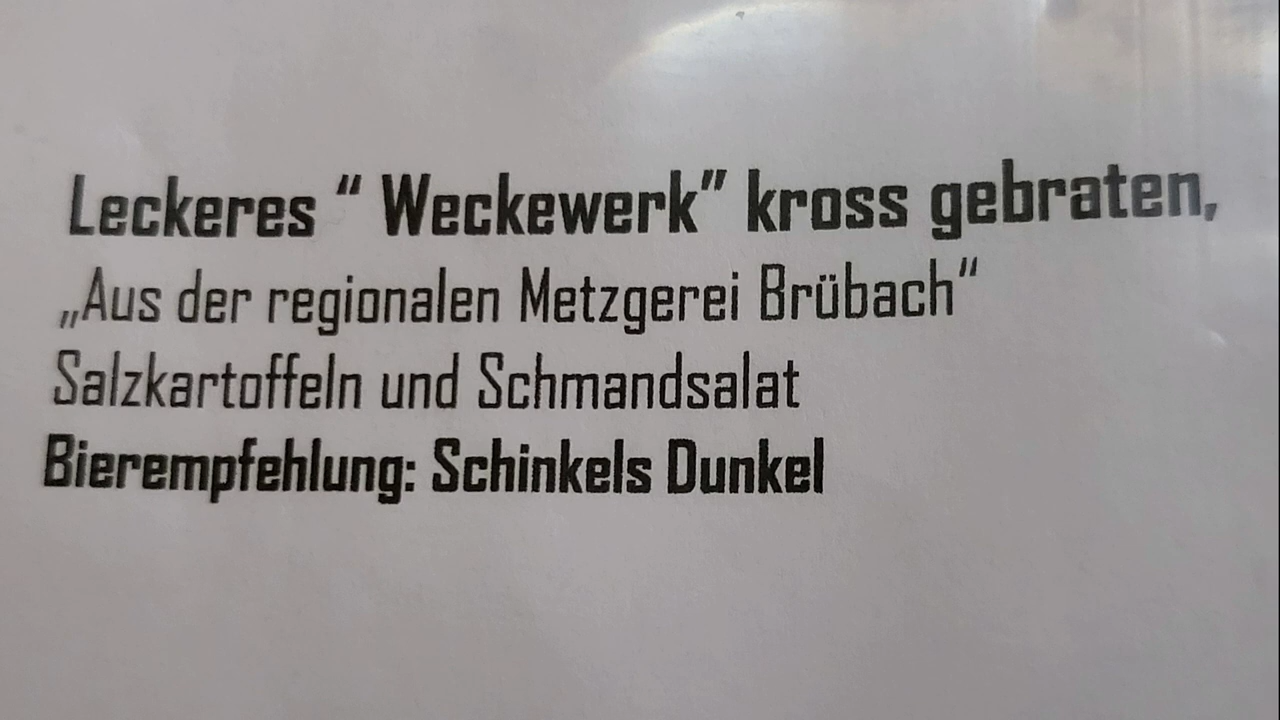 Leckeres “ Weckewerk” kross gebraten,
„Aus der regionalen Metzgerei Brübach“
Salzkartoffeln und Schmandsalat
Bierempfehlung: Schinkels Dunkel